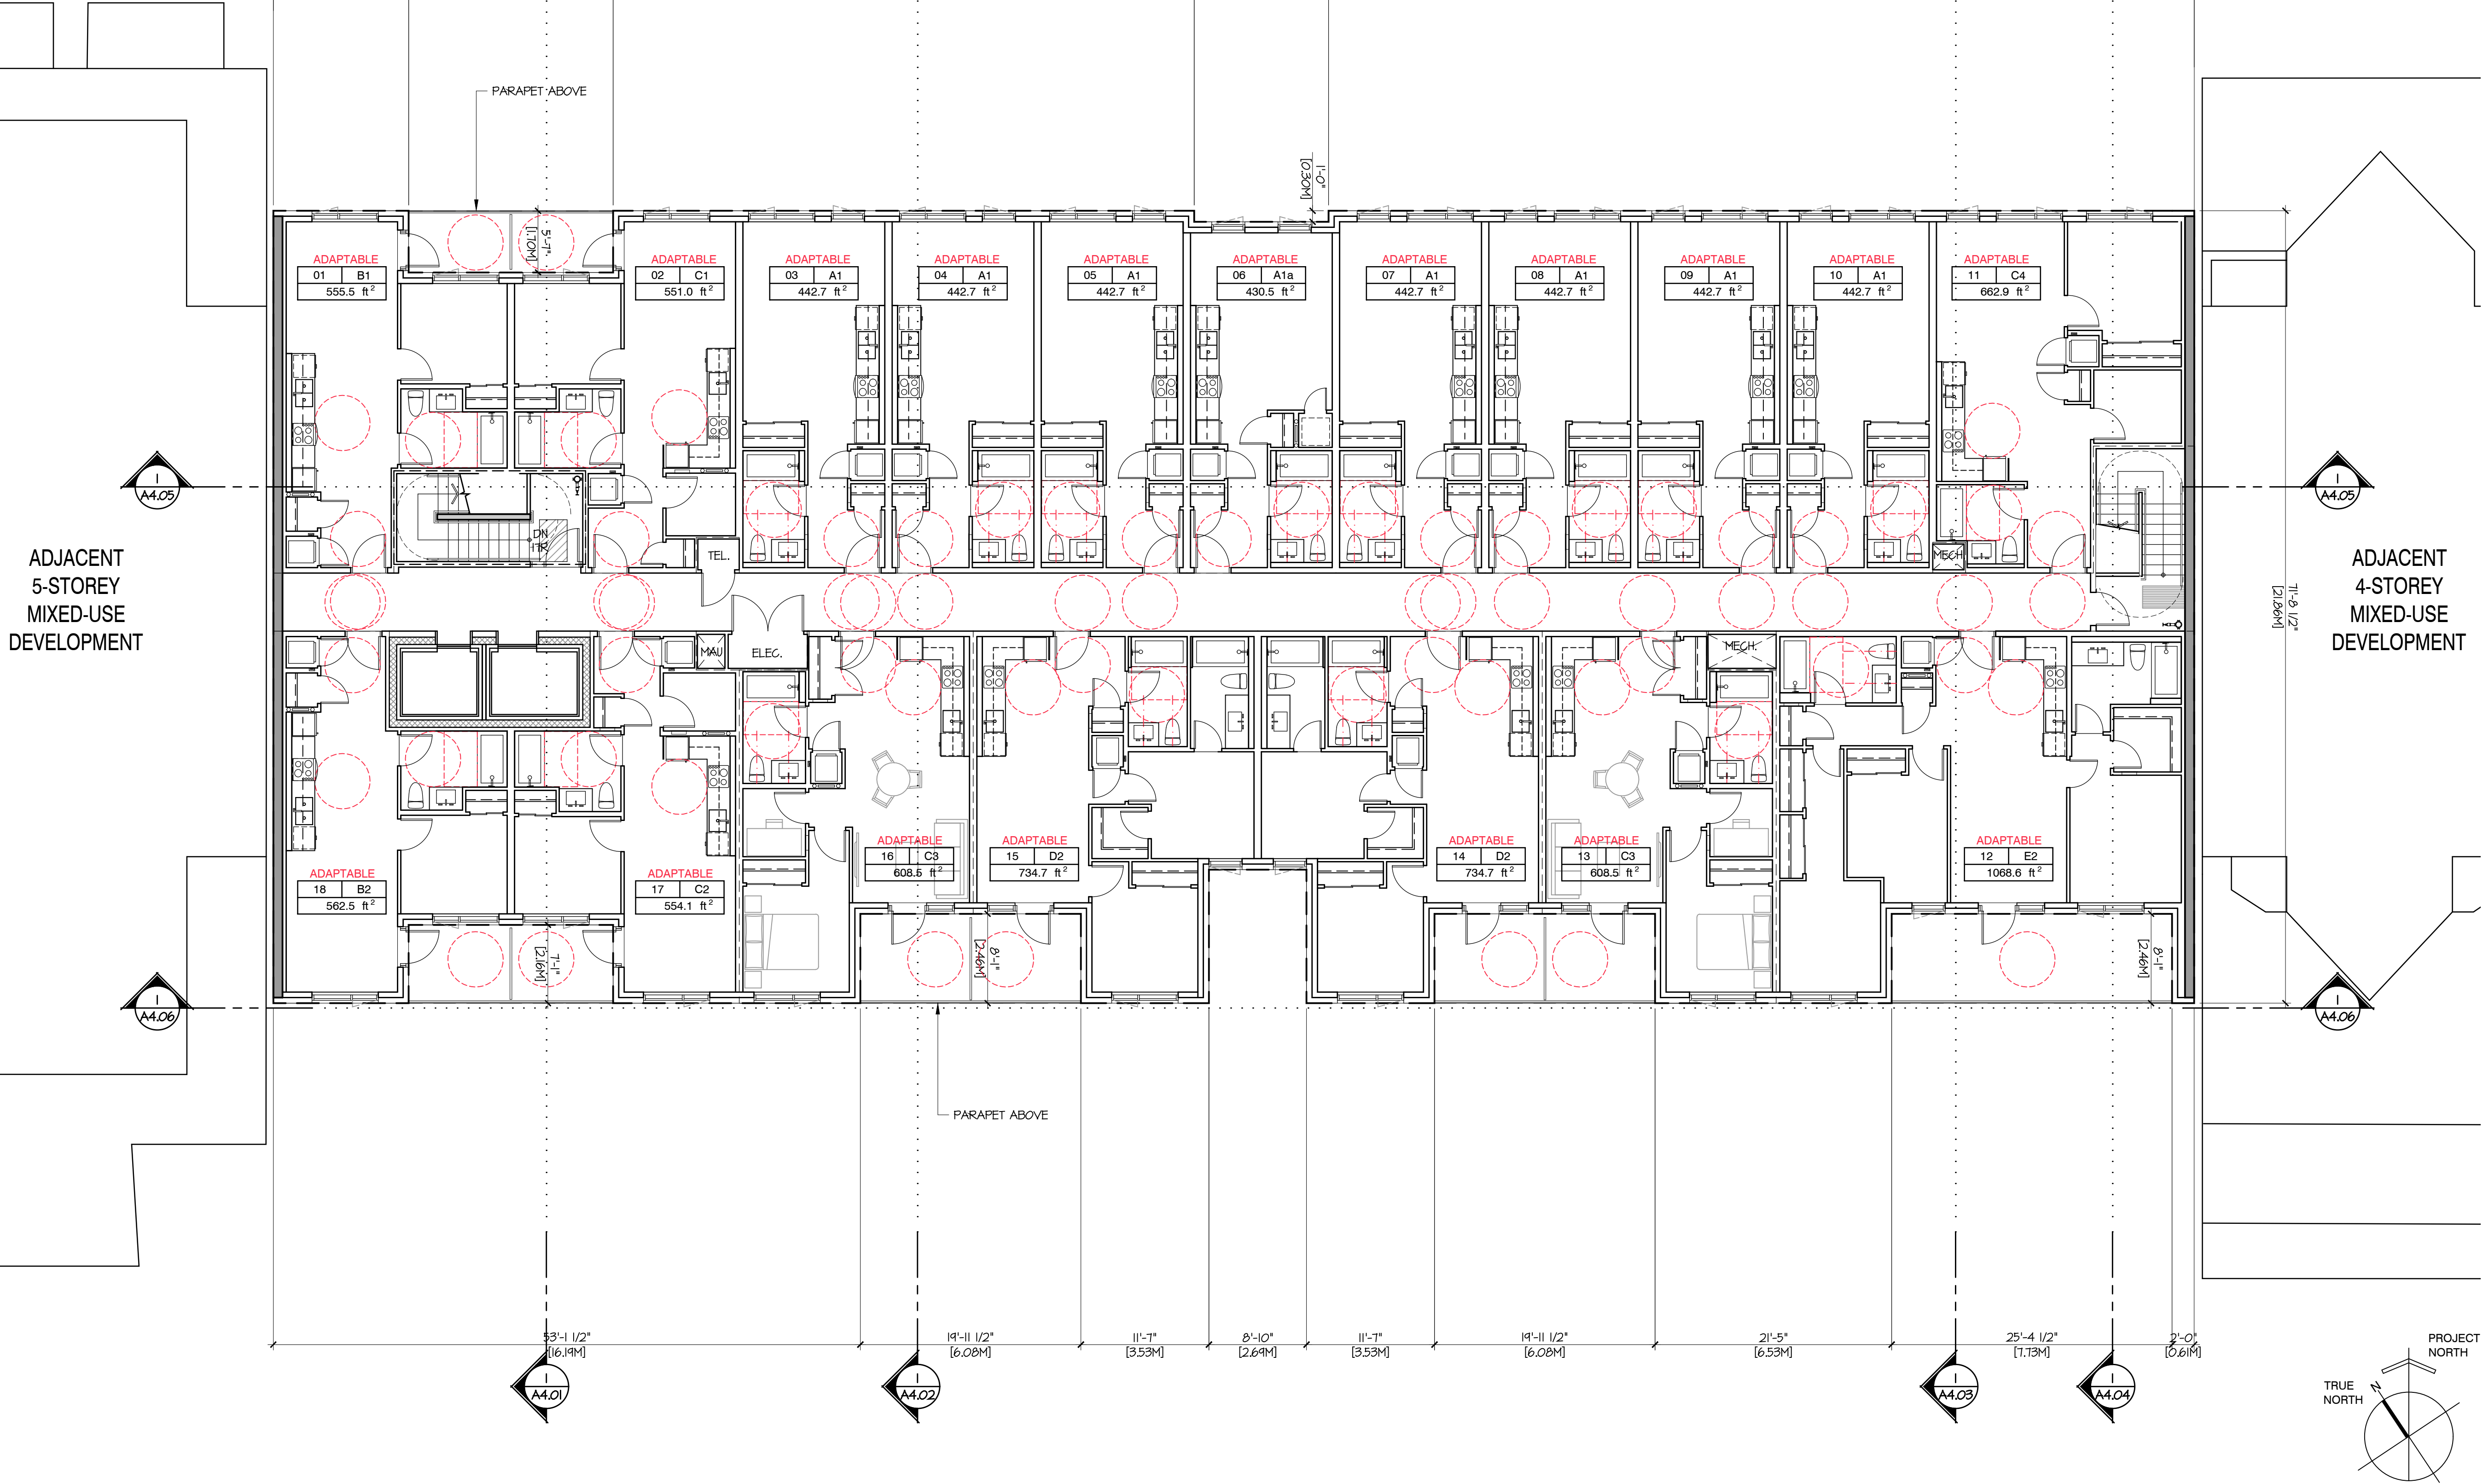 PARAPET ABOVE
1'-0"
[0.30M]
5'-7"
[1.70M]
ADAPTABLE
01 B1
555.5 ft²
ADAPTABLE
02 C1
551.0 ft²
ADAPTABLE
03 A1
442.7 ft²
ADAPTABLE
04 A1
442.7 ft²
ADAPTABLE
05 A1
442.7 ft²
ADAPTABLE
06 A1a
430.5 ft²
ADAPTABLE
07 A1
442.7 ft²
ADAPTABLE
08 A1
442.7 ft²
ADAPTABLE
09 A1
442.7 ft²
ADAPTABLE
10 A1
442.7 ft²
ADAPTABLE
11 C4
662.9 ft²
1
A4.05
1
A4.05
DN
17R
TEL.
MECH.
ADJACENT
5-STOREY
MIXED-USE
DEVELOPMENT
ADJACENT
4-STOREY
MIXED-USE
DEVELOPMENT
71'-8 1/2"
[21.86M]
MAU
ELEC.
MECH.
ADAPTABLE
18 B2
562.5 ft²
ADAPTABLE
17 C2
554.1 ft²
ADAPTABLE
16 C3
608.5 ft²
ADAPTABLE
15 D2
734.7 ft²
ADAPTABLE
14 D2
734.7 ft²
ADAPTABLE
13 C3
608.5 ft²
ADAPTABLE
12 E2
1068.6 ft²
7'-1"
[2.16M]
8'-1"
[2.46M]
8'-1"
[2.46M]
1
A4.06
1
A4.06
PARAPET ABOVE
53'-1 1/2"
[16.19M]
19'-11 1/2"
[6.08M]
11'-7"
[3.53M]
8'-10"
[2.69M]
11'-7"
[3.53M]
19'-11 1/2"
[6.08M]
21'-5"
[6.53M]
25'-4 1/2"
[7.73M]
2'-0"
[0.61M]
1
A4.01
1
A4.02
1
A4.03
1
A4.04
PROJECT
NORTH
TRUE
NORTH
N